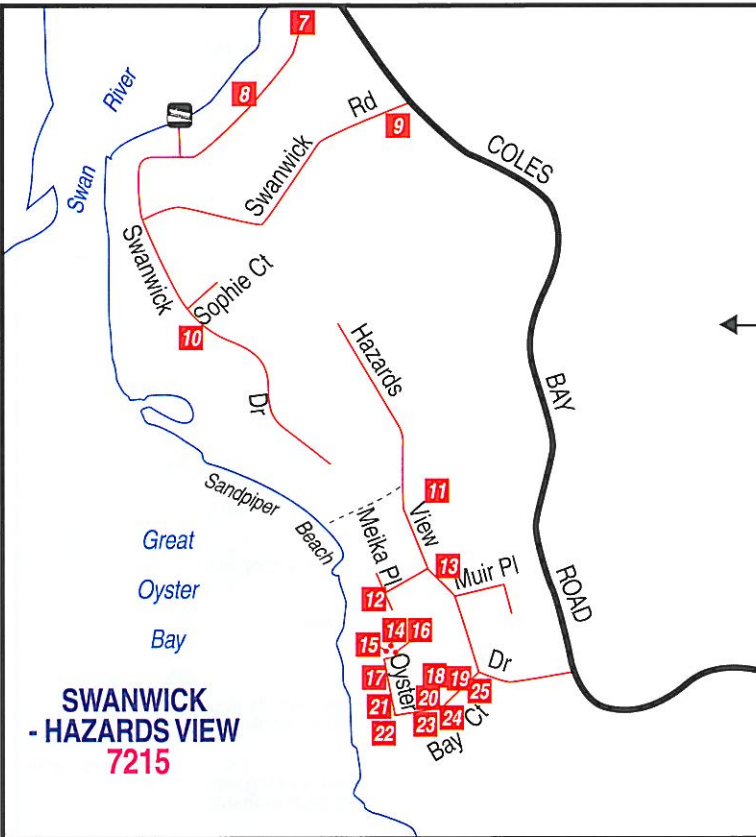 7
8
River
Rd
9
COLES
Swan
Swanwick
Swanwick
Sophie Ct
10
Hazards
BAY
Dr
Sandpiper
Beach
11
View
Meika Pl
Great
Oyster
Bay
13
Muir Pl
ROAD
12
14
16
15
Oyster
Dr
17
18
19
20
25
21
22
23
24
Bay Ct
SWANWICK
- HAZARDS VIEW
7215